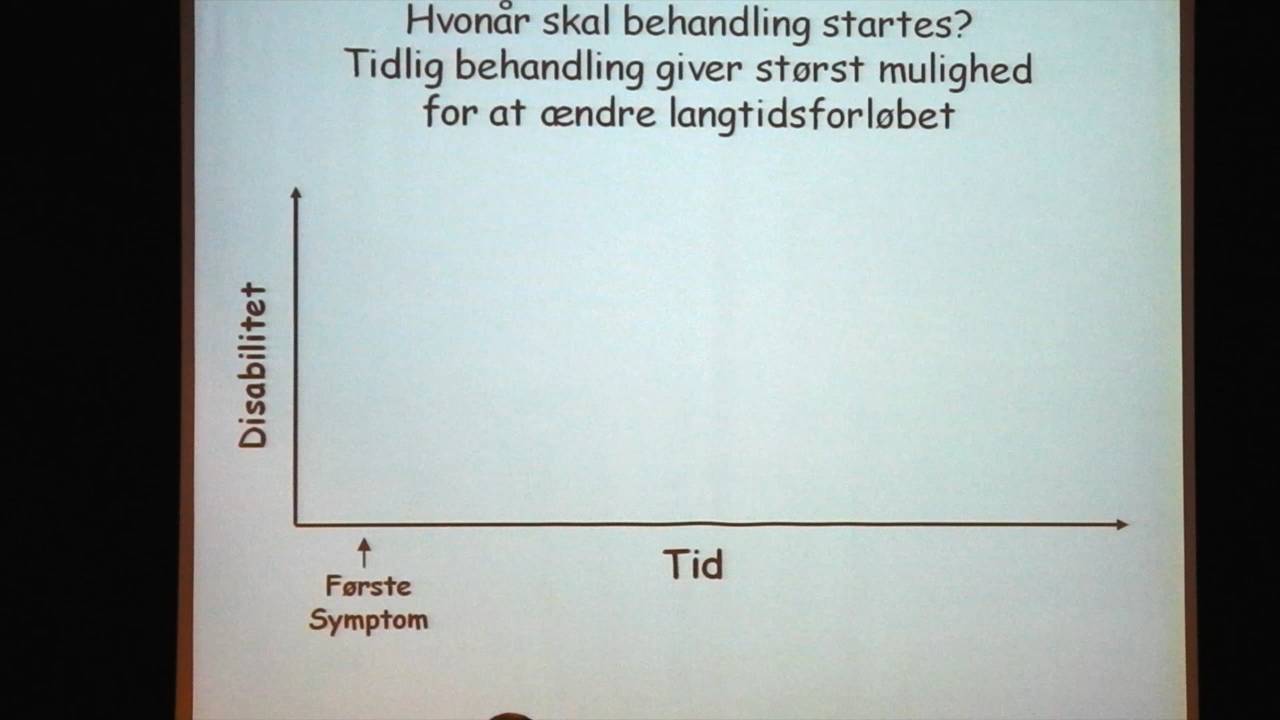 Hvonår skal behandling startes?
Tidlig behandling giver størst mulighed
for at ændre langtidsforløbet
Disabilitet
Tid
Første
Symptom